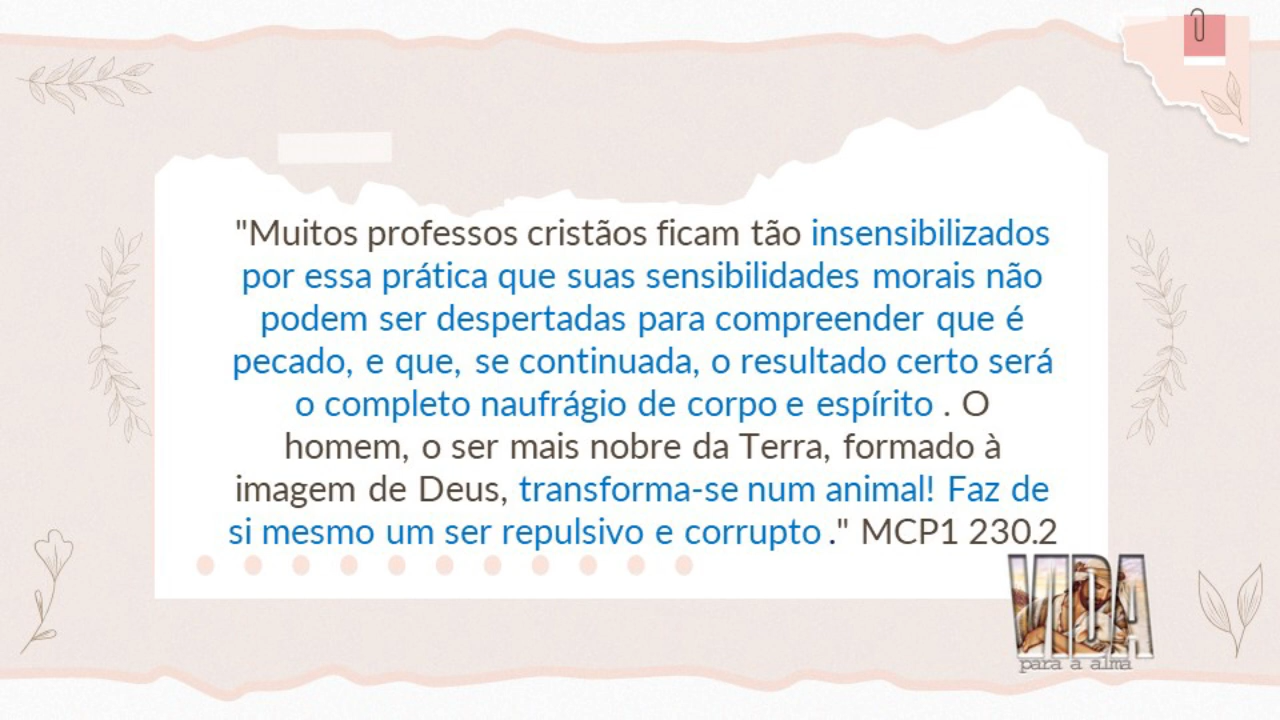 "Muitos professos cristãos ficam tão insensibilizados
por essa prática que suas sensibilidades morais não
podem ser despertadas para compreender que é
pecado, e que, se continuada, o resultado certo será
o completo naufrágio de corpo e espírito . O
homem, o ser mais nobre da Terra, formado à
imagem de Deus, transforma-se num animal! Faz de
si mesmo um ser repulsivo e corrupto ." MCP1 230.2
VIDA
para a alma